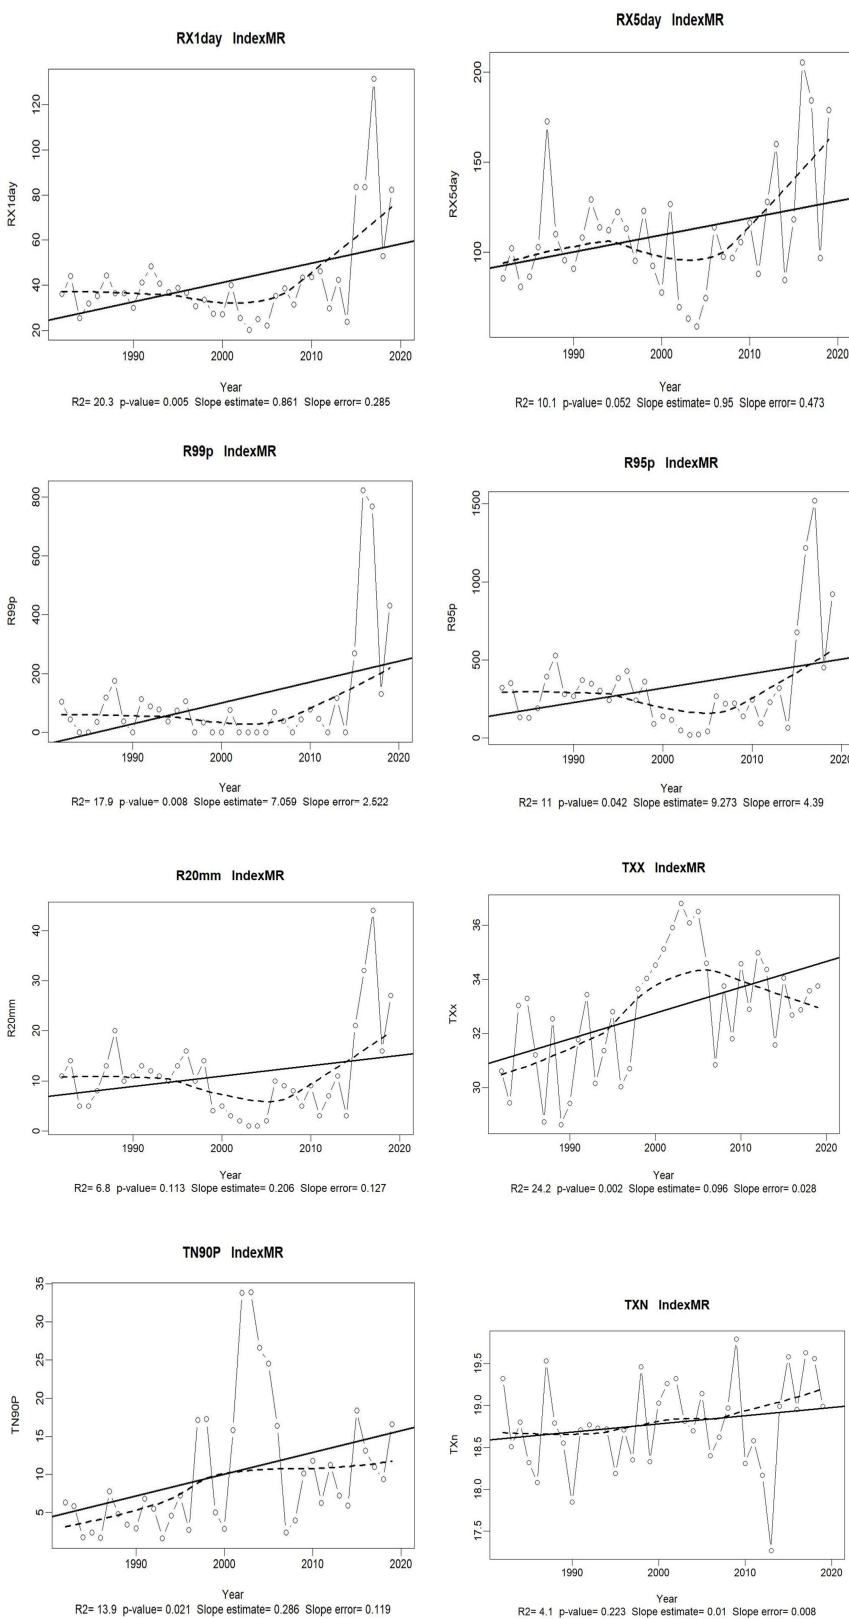 RX1day IndexMR
RX1day
120
100
80
60
40
20
1990 2000 2010 2020
Year
R2= 20.3 p-value= 0.005 Slope estimate= 0.861 Slope error= 0.285
RX5day IndexMR
RX5day
200
150
100
1990 2000 2010 2020
Year
R2= 10.1 p-value= 0.052 Slope estimate= 0.95 Slope error= 0.473
R99p IndexMR
R99p
800
600
400
200
0
1990 2000 2010 2020
Year
R2= 17.9 p-value= 0.008 Slope estimate= 7.059 Slope error= 2.522
R95p IndexMR
R95p
1500
1000
500
0
1990 2000 2010 2020
Year
R2= 11 p-value= 0.042 Slope estimate= 9.273 Slope error= 4.39
R20mm IndexMR
R20mm
40
30
20
10
0
1990 2000 2010 2020
Year
R2= 6.8 p-value= 0.113 Slope estimate= 0.206 Slope error= 0.127
TXX IndexMR
TXx
36
34
32
30
1990 2000 2010 2020
Year
R2= 24.2 p-value= 0.002 Slope estimate= 0.096 Slope error= 0.028
TN90P IndexMR
TN90P
35
30
25
20
15
10
5
1990 2000 2010 2020
Year
R2= 13.9 p-value= 0.021 Slope estimate= 0.286 Slope error= 0.119
TXN IndexMR
TXn
19.5
19.0
18.5
18.0
17.5
1990 2000 2010 2020
Year
R2= 4.1 p-value= 0.223 Slope estimate= 0.01 Slope error= 0.008